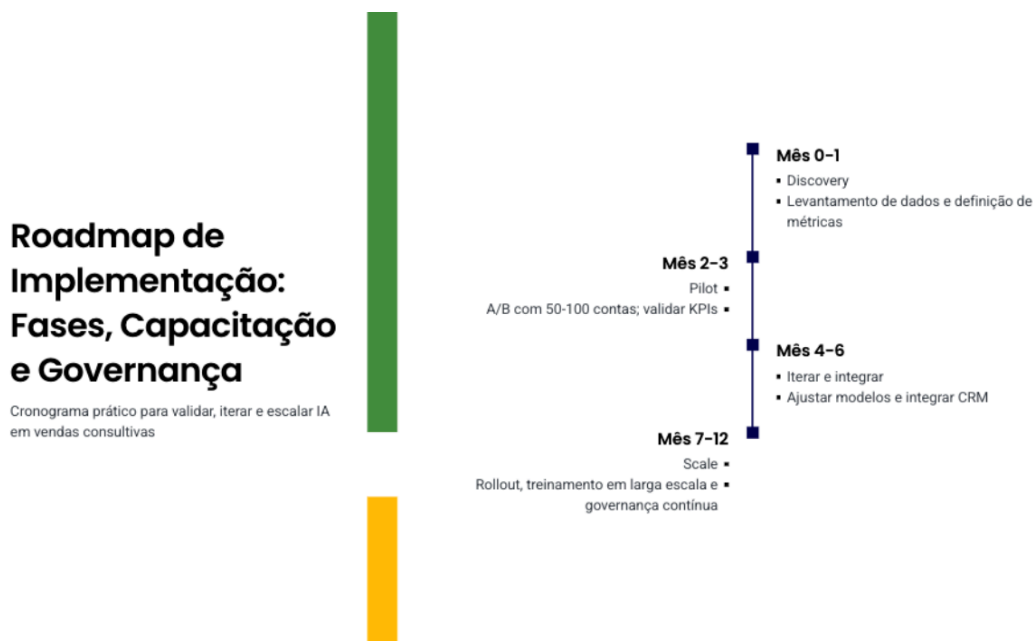 Roadmap de
Implementação:
Fases, Capacitação
e Governança
Cronograma prático para validar, iterar e escalar IA
em vendas consultivas
Mês 0-1
▪ Discovery
▪ Levantamento de dados e definição de
métricas
Mês 2-3
Pilot ▪
A/B com 50-100 contas; validar KPIs ▪
Mês 4-6
▪ Iterar e integrar
▪ Ajustar modelos e integrar CRM
Mês 7-12
Scale ▪
Rollout, treinamento em larga escala e ▪
governança contínua